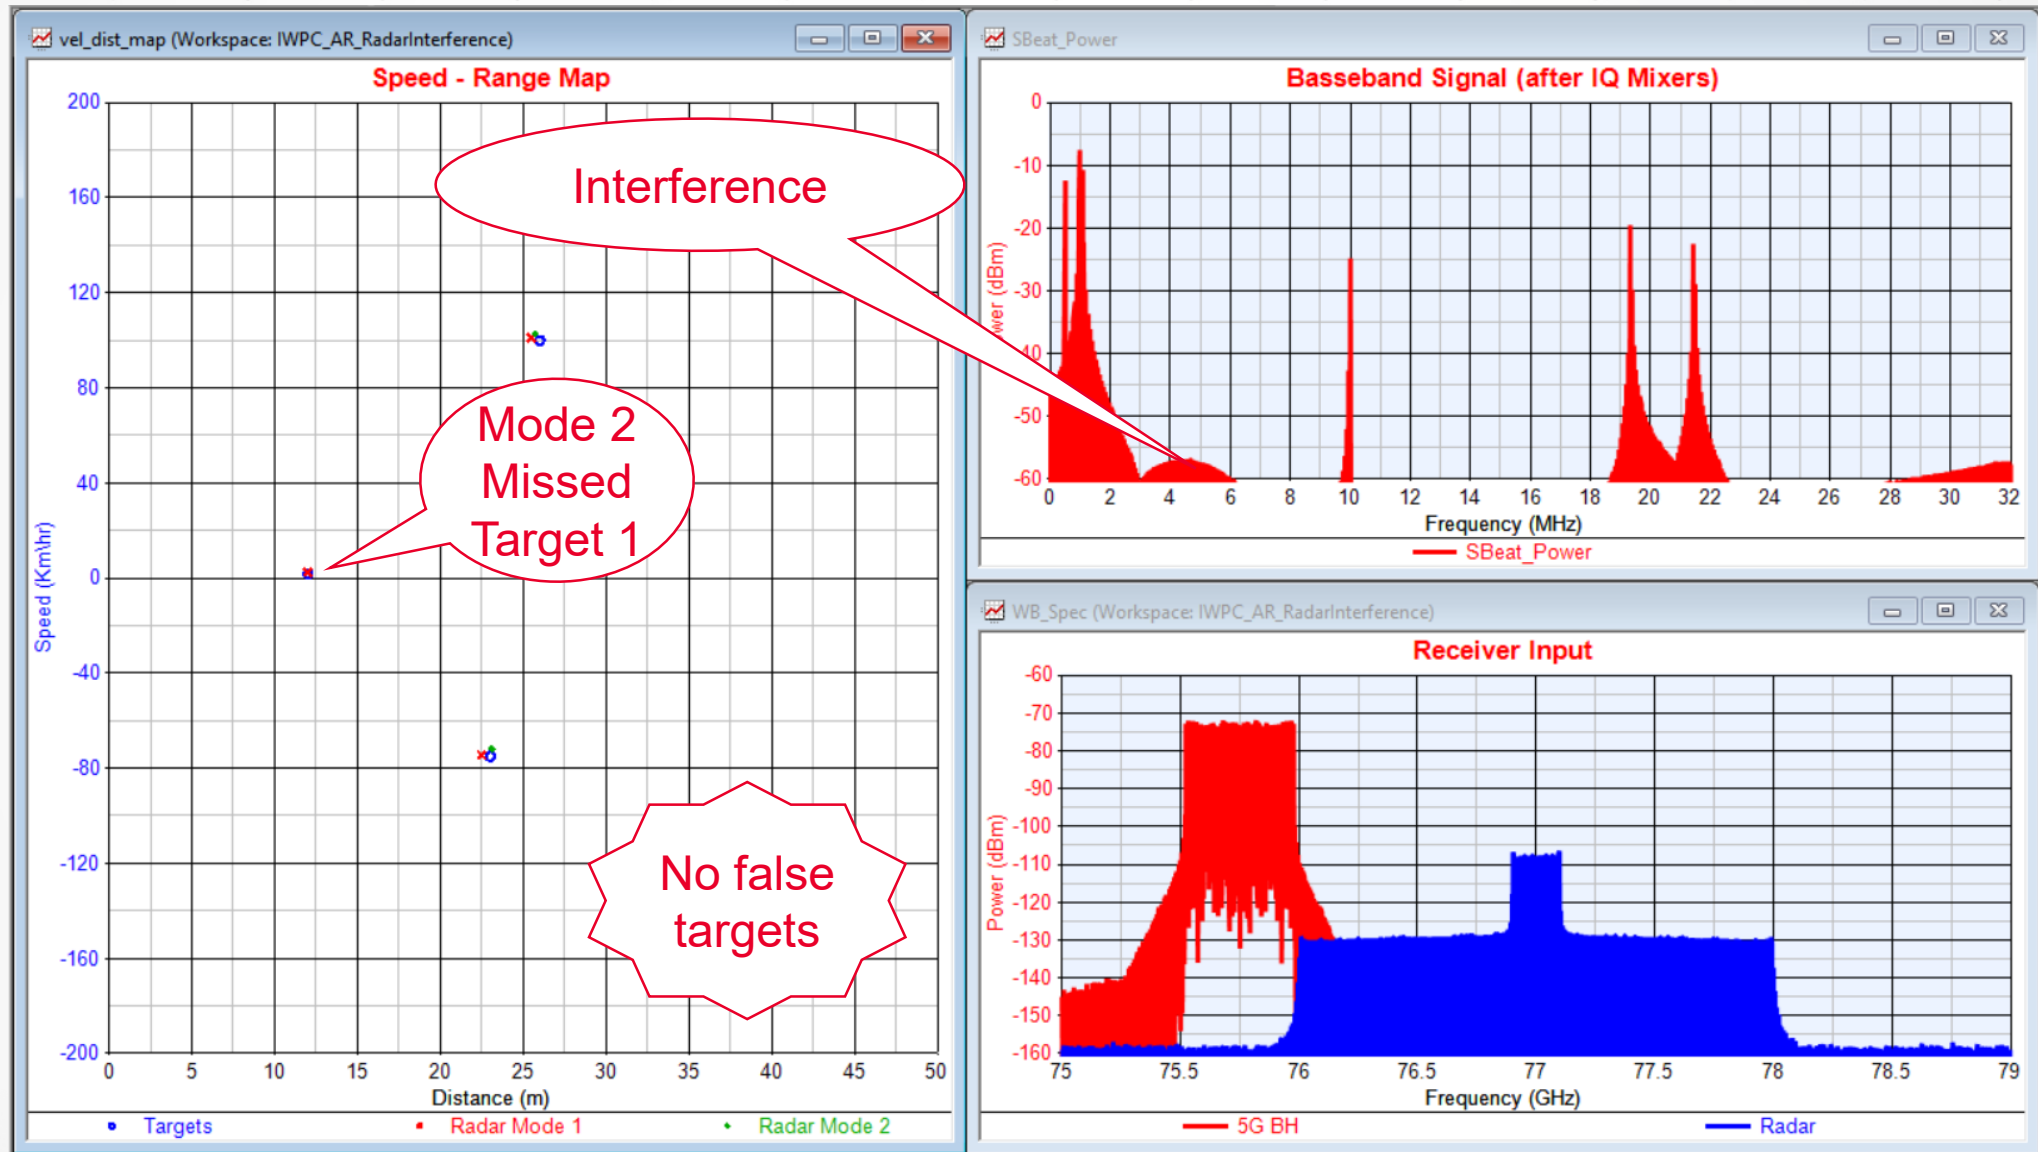 vel_dist_map (Workspace: IWPC_AR_RadarInterference)
Speed - Range Map
200
160
120
80
40
0
-40
-80
-120
-160
-200
Speed (Km\hr)
0 5 10 15 20 25 30 35 40 45 50
Distance (m)
Targets Radar Mode 1 Radar Mode 2
Interference
Mode 2
Missed
Target 1
No false
targets
SBeat_Power
Basseband Signal (after IQ Mixers)
0
-10
-20
-30
-50
-60
(dBm)
0 2 4 6 8 10 12 14 16 18 20 22 24 26 28 30 32
Frequency (MHz)
SBeat_Power
WB_Spec (Workspace: IWPC_AR_RadarInterference)
Receiver Input
-60
-70
-80
-90
-100
-110
-120
-130
-140
-150
-160
Power (dBm)
75 75.5 76 76.5 77 77.5 78 78.5 79
Frequency (GHz)
5G BH Radar